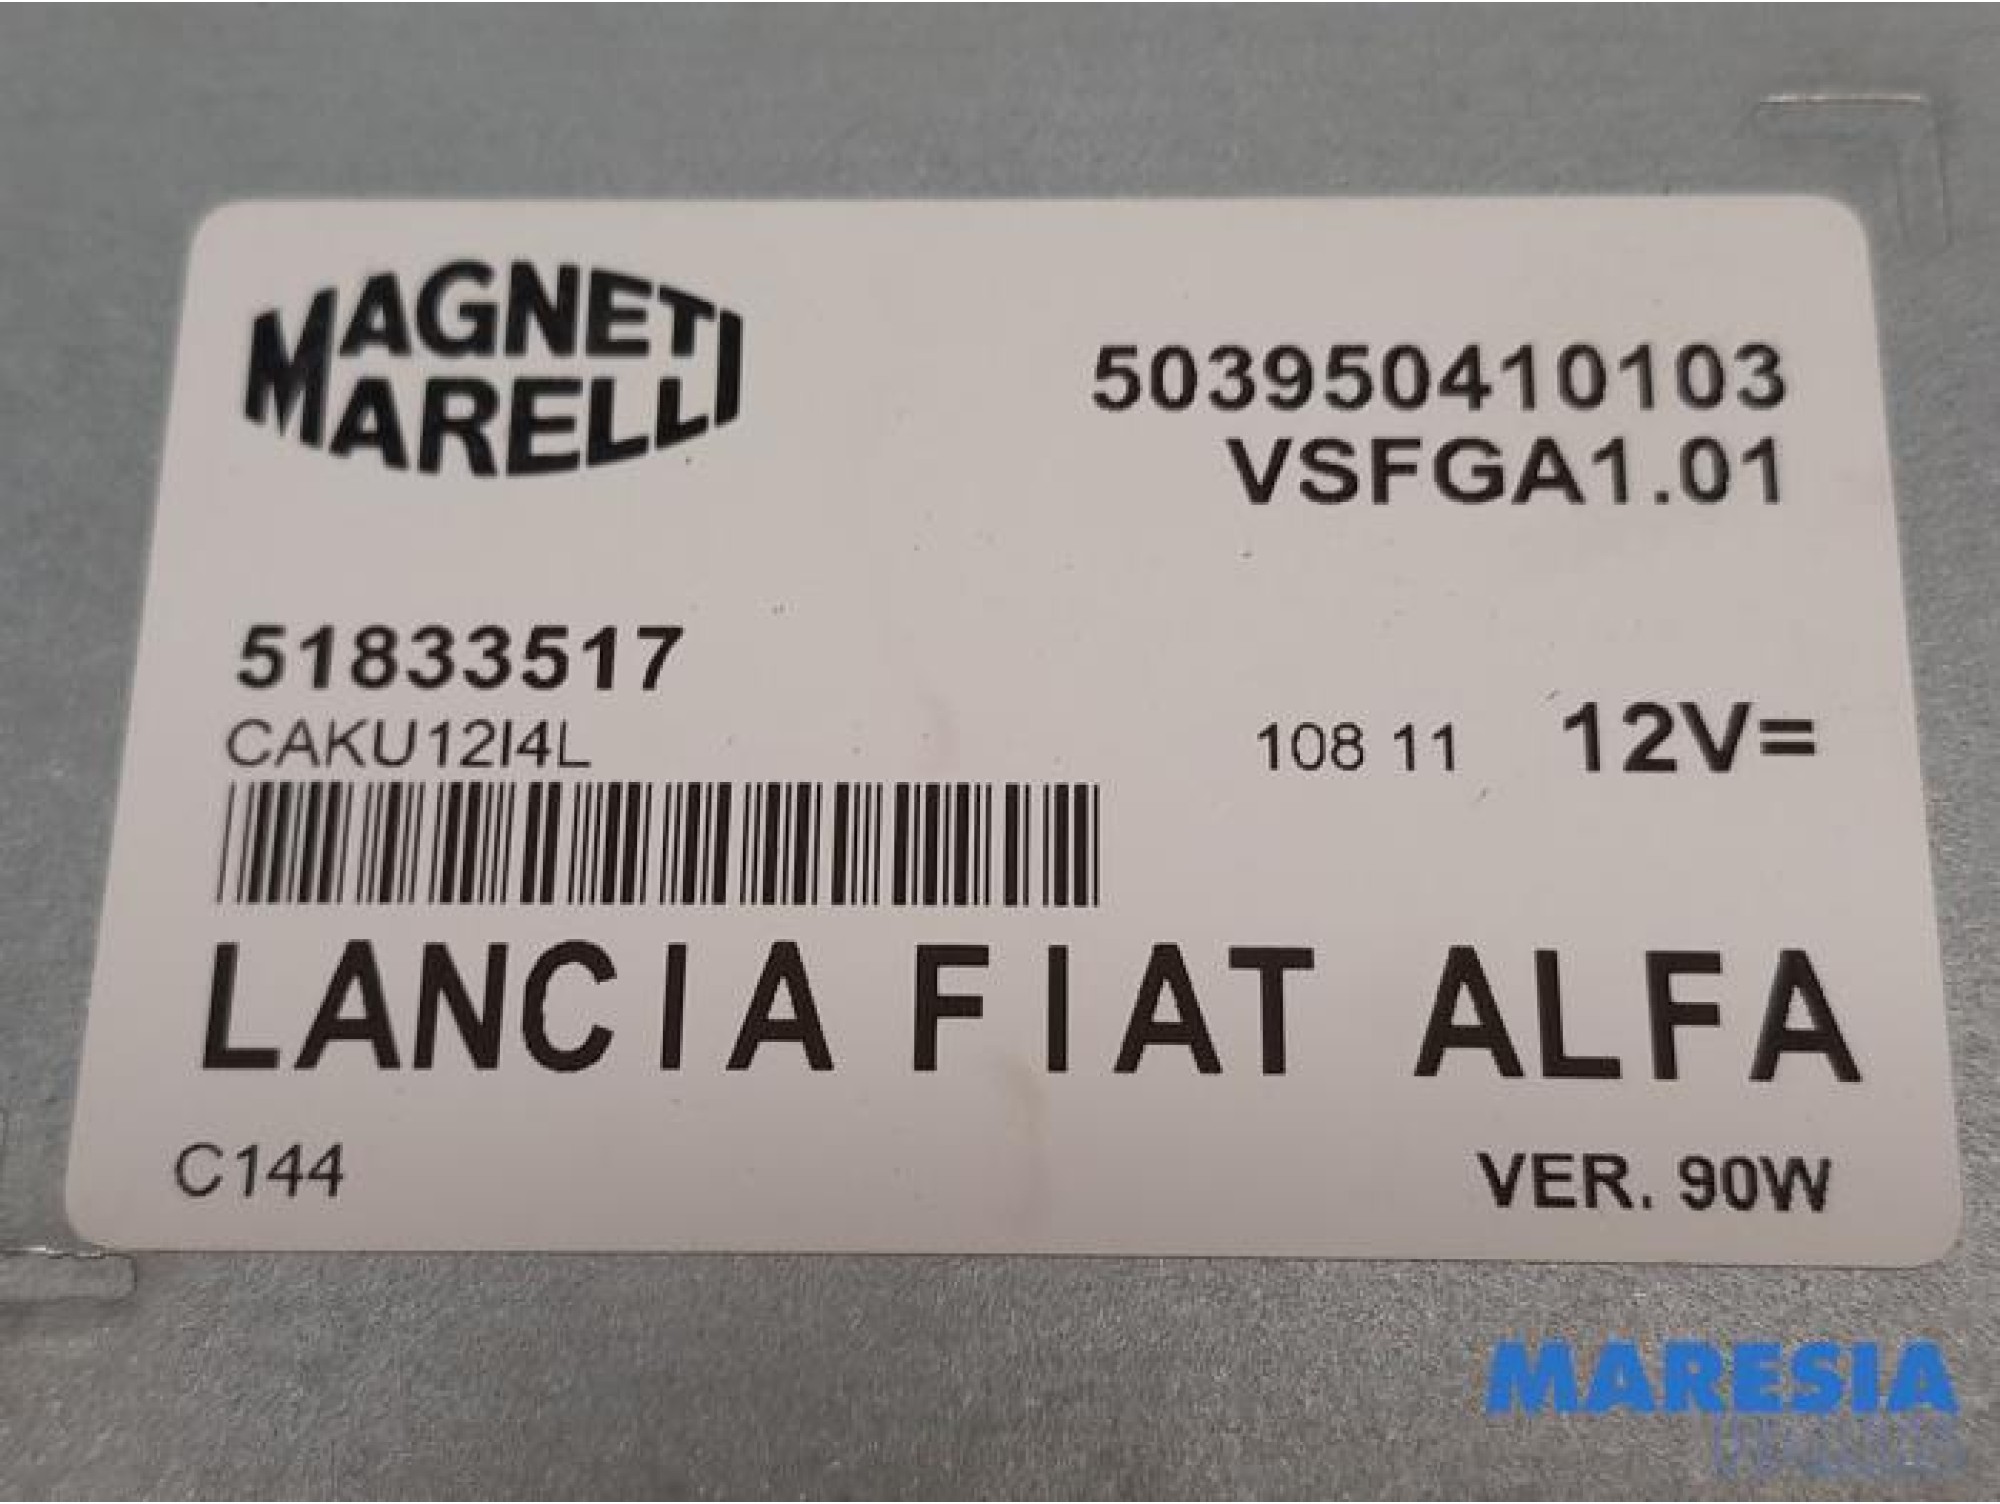 MAGNETI
MARELLI
503950410103
VSFGA1.01
51833517
CAKU12I4L
108 11 12V=
LANCIA FIAT ALFA
C144
VER. 90W
MARESIA